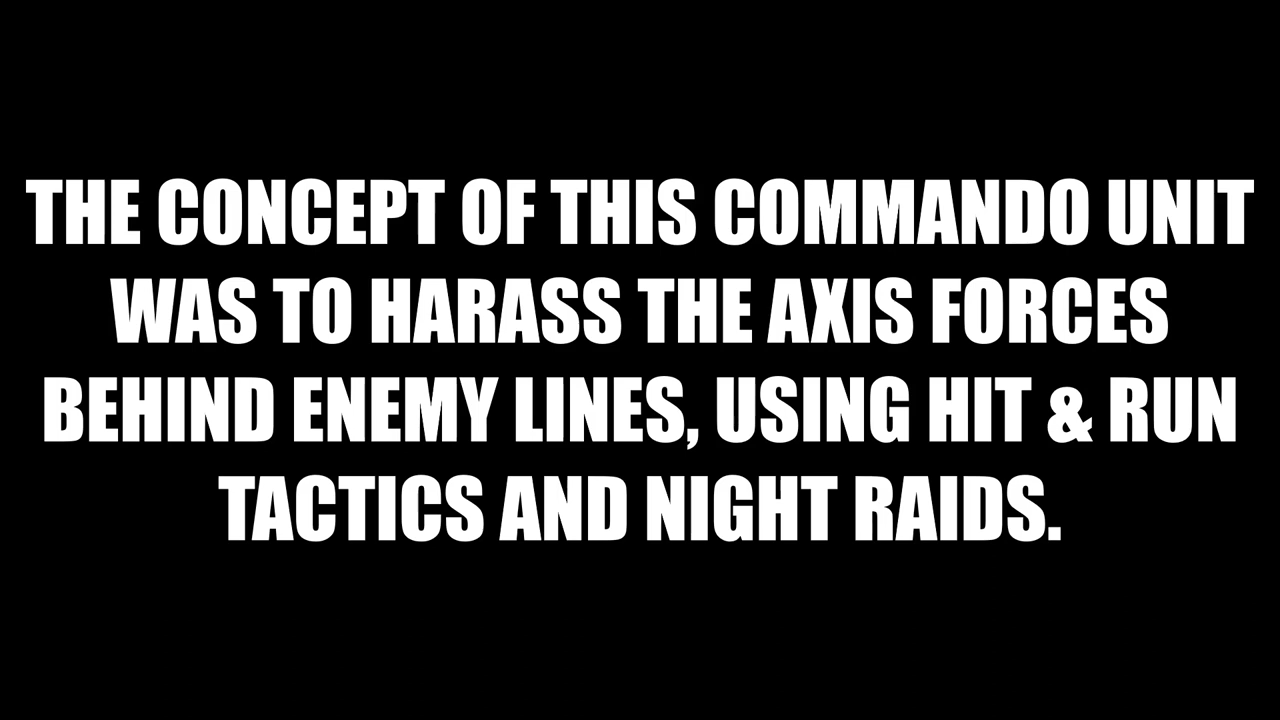 THE CONCEPT OF THIS COMMANDO UNIT
WAS TO HARASS THE AXIS FORCES
BEHIND ENEMY LINES, USING HIT & RUN
TACTICS AND NIGHT RAIDS.